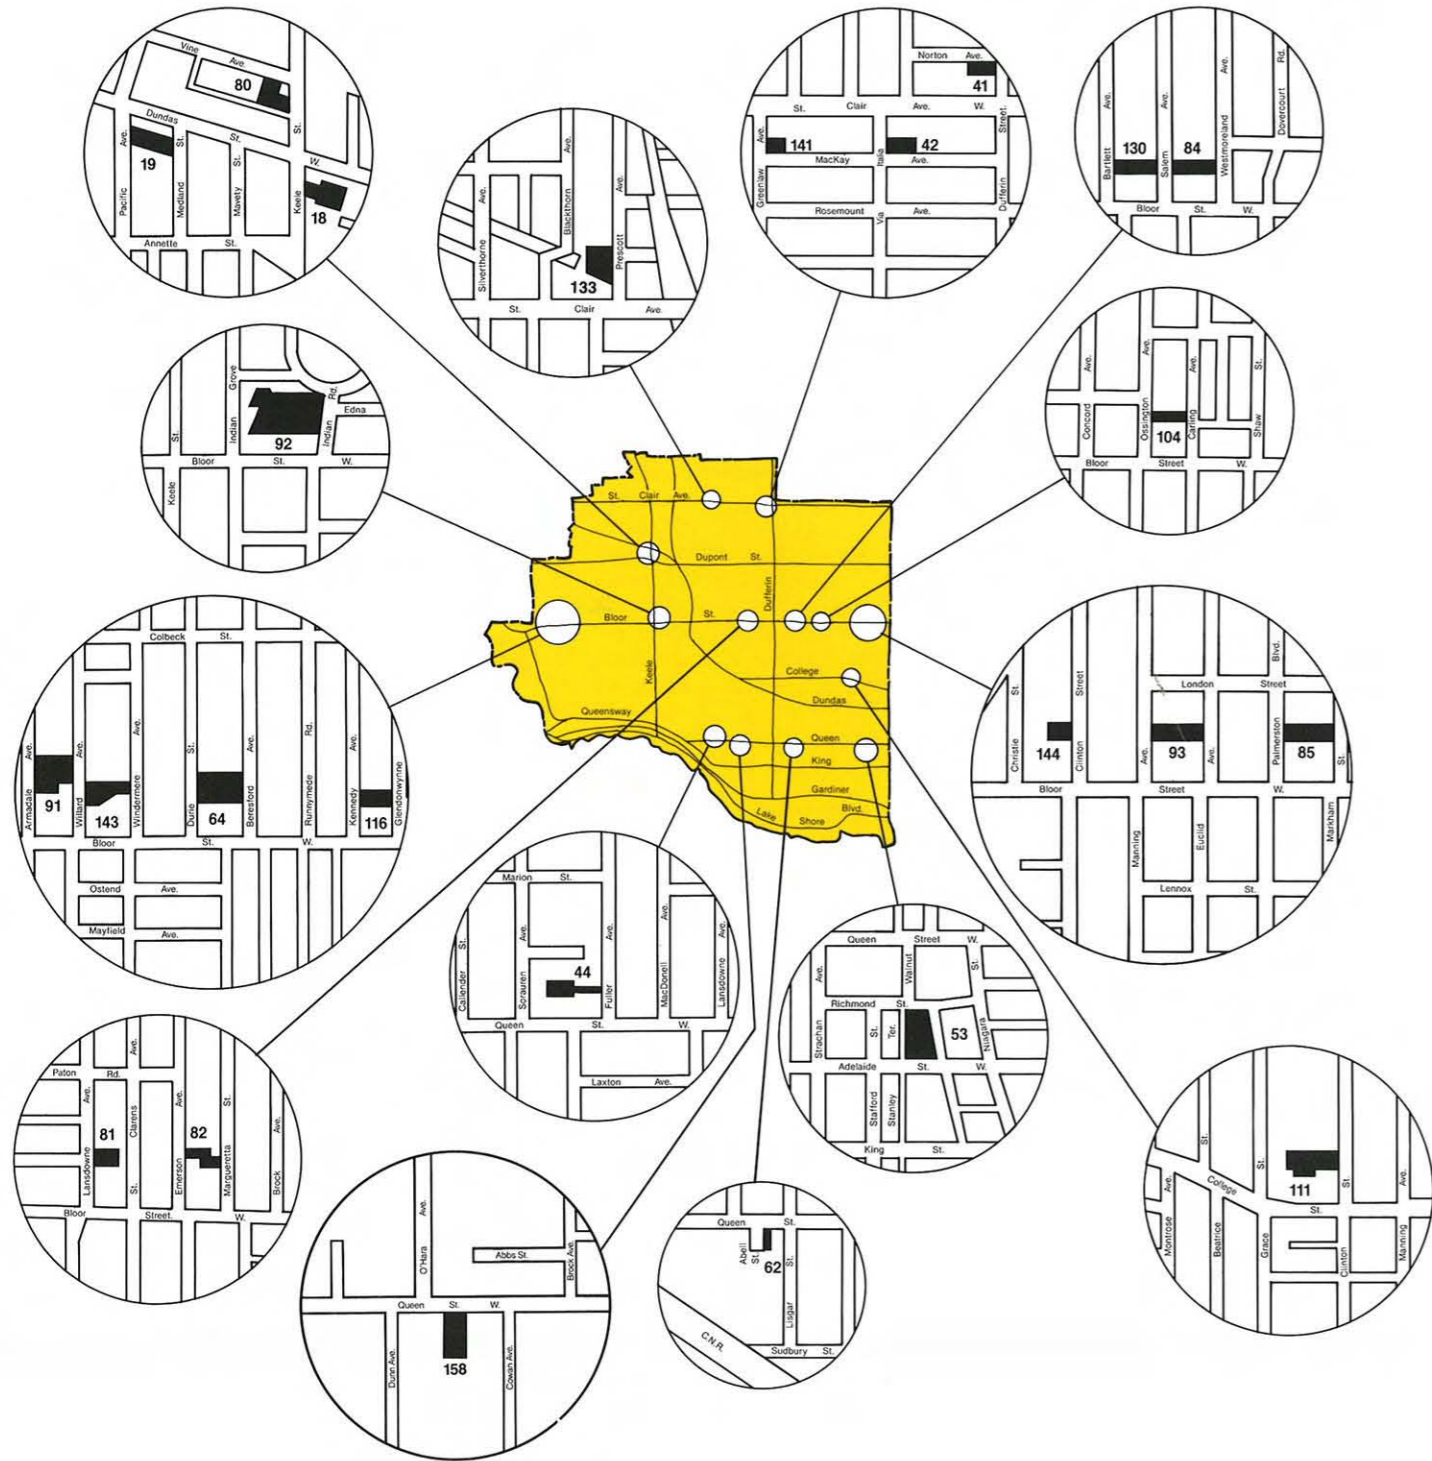 Vine Ave.
80
Dundas St. W.
19
18
Pacific Ave.
Medland St.
Mavety St.
Keele St.
Annette St.
Silverthorne Ave.
Blackthorn Ave.
Prescott Ave.
133
St. Clair Ave.
Norton Ave.
41
St. Clair Ave. W.
Greenlaw Ave.
141
42
MacKay Ave.
Via Italia
Dufferin Street
Rosemount Ave.
Bartlett Ave.
130
Salem Ave.
84
Westmoreland Ave.
Dovercourt Rd.
Bloor St. W.
Keele St.
Indian Grove
Indian Rd.
Edna
92
Bloor St. W.
Concord Ave.
Ossington Ave.
104
Carling Ave.
Shaw St.
Bloor Street W.
St. Clair Ave.
Dupont St.
Dufferin
Bloor St.
Keele
College
Dundas
Queensway
Queen
King
Gardiner
Lake Shore Blvd.
Colbeck St.
Armadale Ave.
91
Willard Ave.
143
Windermere Ave.
Durie St.
64
Beresford Ave.
Runnymede Rd.
Kennedy Ave.
116
Glendonwynne
Bloor St. W.
Ostend Ave.
Mayfield Ave.
London Street
Christie St.
144
Clinton Street
Manning Ave.
93
Euclid Ave.
Palmerston Blvd.
85
Markham St.
Bloor Street W.
Lennox St.
Marion St.
Callender St.
Sorauren Ave.
44
Fuller Ave.
MacDonell Ave.
Lansdowne Ave.
Queen St. W.
Laxton Ave.
Queen Street W.
Strachan Ave.
Walnut
Richmond St.
53
Niagara St.
Stafford St.
Stanley Ter.
Adelaide St. W.
King St.
Paton Rd.
Lansdowne Ave.
81
Clarens Ave.
St.
Emerson Ave.
82
Margueretta St.
Brock Ave.
Bloor Street. W.
O'Hara Ave.
Abbs St.
Brock Ave.
Queen St. W.
Dunn Ave.
158
Cowan Ave.
Queen St.
Abell St.
62
Lisgar St.
C.N.R.
Sudbury St.
College St.
Montrose Ave.
Beatrice St.
Grace St.
111
Clinton St.
Manning Ave.